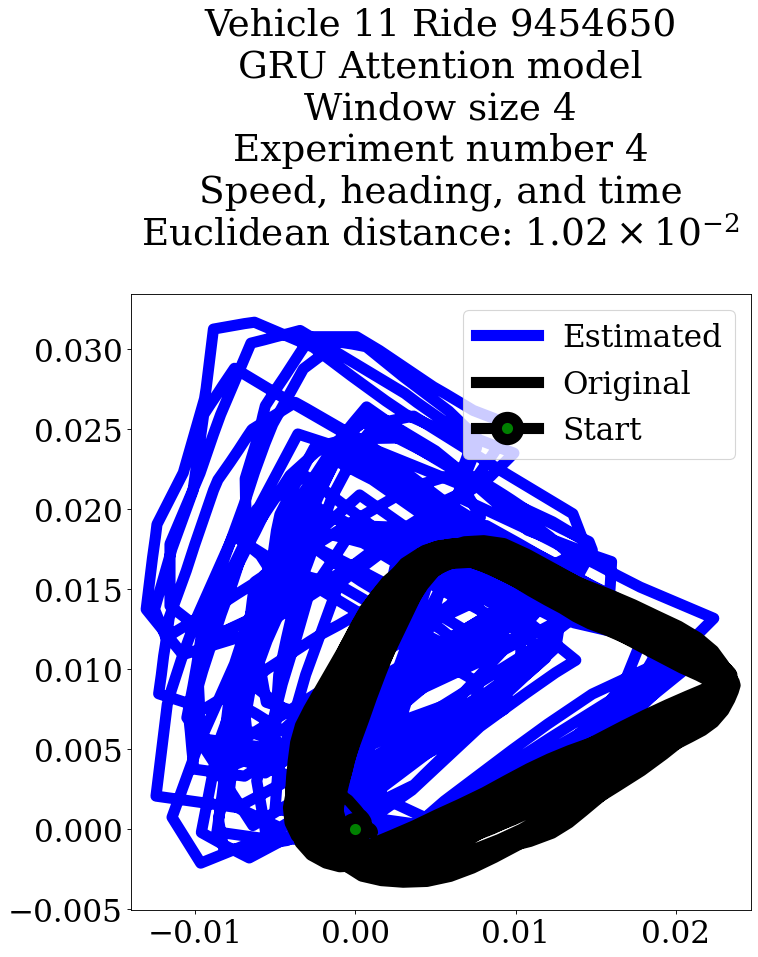 Vehicle 11 Ride 9454650
GRU Attention model
Window size 4
Experiment number 4
Speed, heading, and time
Euclidean distance: $1.02 \times 10^{-2}$
Estimated
Original
Start
0.030
0.025
0.020
0.015
0.010
0.005
0.000
−0.005
−0.01 0.00 0.01 0.02